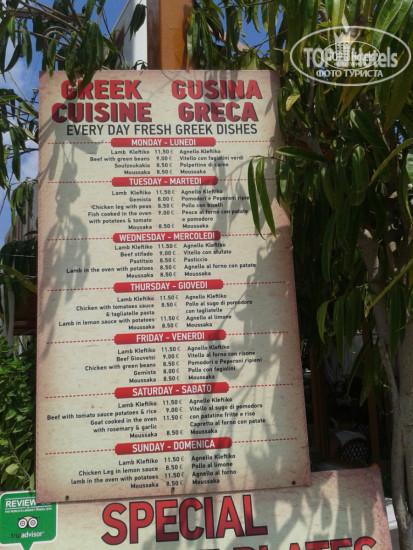 TOPHotels
ФОТО ТУРИСТА
GREEK GUSINA
CUISINE GRECA
EVERY DAY FRESH GREEK DISHES
MONDAY - LUNEDI
Lamb Kleftiko 11.50 € Agnello Kleftiko
Beef with green beans 9.00 € Vitello con fagiolini verdi
Soutzoukakia 8.50 € Polpettine di carne
Moussaka 8.50 € Moussaka
TUESDAY - MARTEDI
Lamb Kleftiko 11.50 € Agnello Kleftiko
Gemista 8.00 € Pomodori e Peperoni ripieni
Chicken leg with peas 8.50 € Pollo con piselli
Fish cooked in the oven 9.00 € Pesce al forno con patate
with potatoes & tomato e pomodoro
Moussaka 8.50 € Moussaka
WEDNESDAY - MERCOLEDI
Lamb Kleftiko 11.50 € Agnello Kleftiko
Beef stifado 9.00 € Vitello con stufato
Pastitsio 8.50 € Pasticcio
Lamb in the oven with potatoes 11.50 € Agnello al forno con patate
Moussaka 8.50 € Moussaka
THURSDAY - GIOVEDI
Lamb Kleftiko 11.50 € Agnello Kleftiko
Chicken with tomatoes sauce 8.50 € Pollo al sugo di pomodoro
& tagliatelle pasta con tagliatelle
Lamb in lemon sauce with potatoes 11.50 € Agnello al limone
Moussaka 8.50 € Moussaka
FRIDAY - VENERDI
Lamb Kleftiko 11.50 € Agnello Kleftiko
Beef Giouvetsi 9.00 € Vitello al forno con risone
Gemista 8.00 € Pomodori e Peperoni ripieni
Chicken with green beans 8.50 € Pollo con fagiolini
Moussaka 8.50 € Moussaka
SATURDAY - SABATO
Lamb Kleftiko 11.50 € Agnello Kleftiko
Beef with tomato sauce potatoes & rice 9.00 € Vitello al sugo di pomodoro
con patatine fritte e riso
Goat cooked in the oven 11.50 € Capretto al forno con patate
with rosemary & garlic
Moussaka 8.50 € Moussaka
SUNDAY - DOMENICA
Lamb Kleftiko 11.50 € Agnello Kleftiko
Chicken Leg in lemon sauce 8.50 € Pollo al limone
lamb in the oven with potatoes 11.50 € Agnello al forno con patate
Moussaka 8.50 € Moussaka
REVIEW
tripadvisor
SPECIAL
PLATES